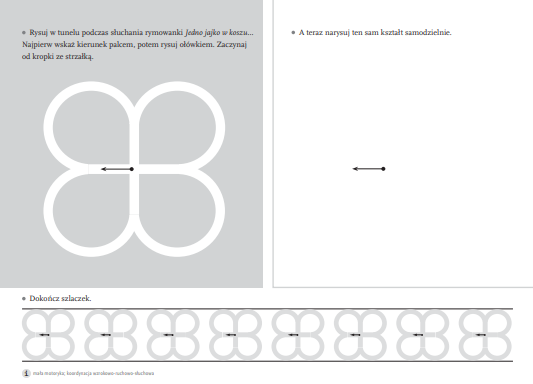 Rysuj w tunelu podczas słuchania rymowanki Jedno jajko w koszu...
Najpierw wskaż kierunek palcem, potem rysuj ołówkiem. Zaczynaj
od kropki ze strzałką.
A teraz narysuj ten sam kształt samodzielnie.
Dokończ szlaczek.
1 mała motoryka; koordynacja wzrokowo-ruchowo-słuchowa